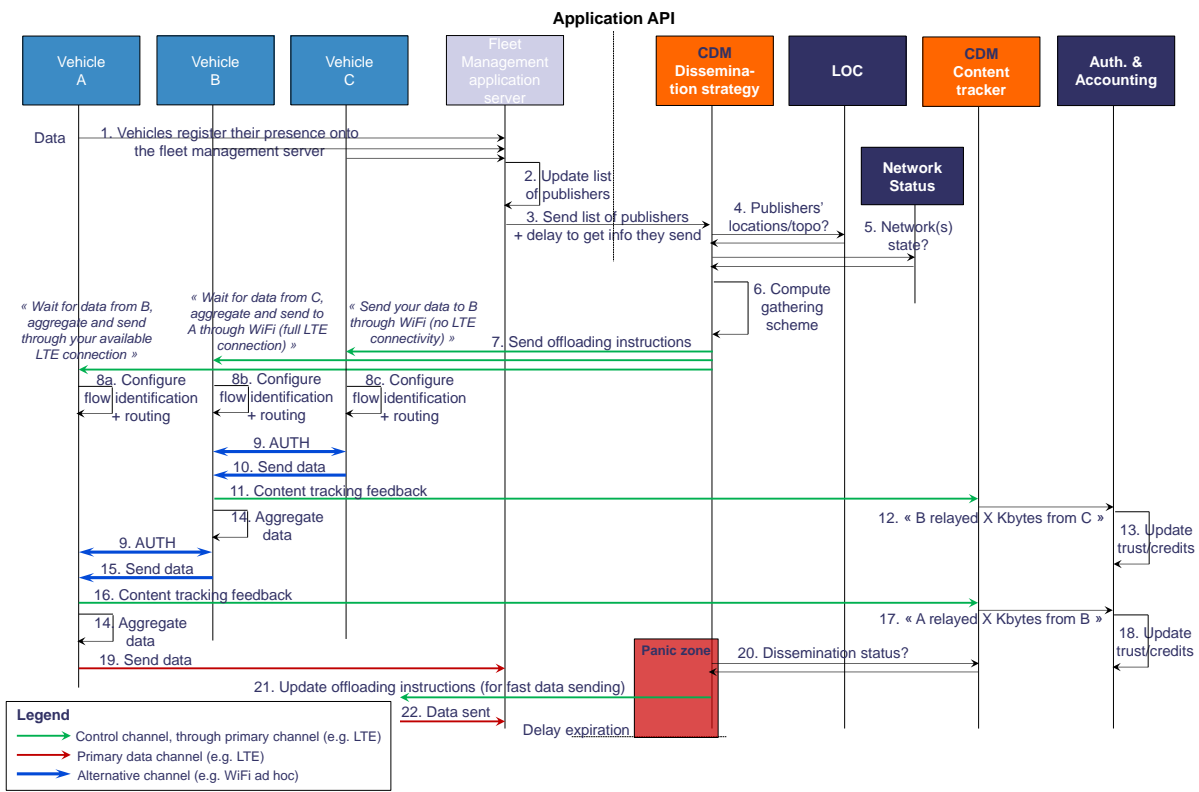 Application API
Vehicle
A
Vehicle
B
Vehicle
C
Fleet
Management
application
server
CDM
Dissemina-
tion strategy
LOC
CDM
Content
tracker
Auth. &
Accounting
Data
1. Vehicles register their presence onto
the fleet management server
Network
Status
2. Update list
of publishers
3. Send list of publishers
+ delay to get info they send
4. Publishers'
locations/topo?
5. Network(s)
state?
6. Compute
gathering
scheme
« Wait for data from B,
aggregate and send
through your available
LTE connection »
« Wait for data from C,
aggregate and send to
A through WiFi (full LTE
connection) »
« Send your data to B
through WiFi (no LTE
connectivity) »
7. Send offloading instructions
8a. Configure
flow identification
+ routing
8b. Configure
flow identification
+ routing
8c. Configure
flow identification
+ routing
9. AUTH
10. Send data
11. Content tracking feedback
12. « B relayed X Kbytes from C »
13. Update
trust/credits
14. Aggregate
data
9. AUTH
15. Send data
16. Content tracking feedback
17. « A relayed X Kbytes from B »
18. Update
trust/credits
14. Aggregate
data
19. Send data
Panic zone
20. Dissemination status?
21. Update offloading instructions (for fast data sending)
22. Data sent
Delay expiration
Legend
Control channel, through primary channel (e.g. LTE)
Primary data channel (e.g. LTE)
Alternative channel (e.g. WiFi ad hoc)